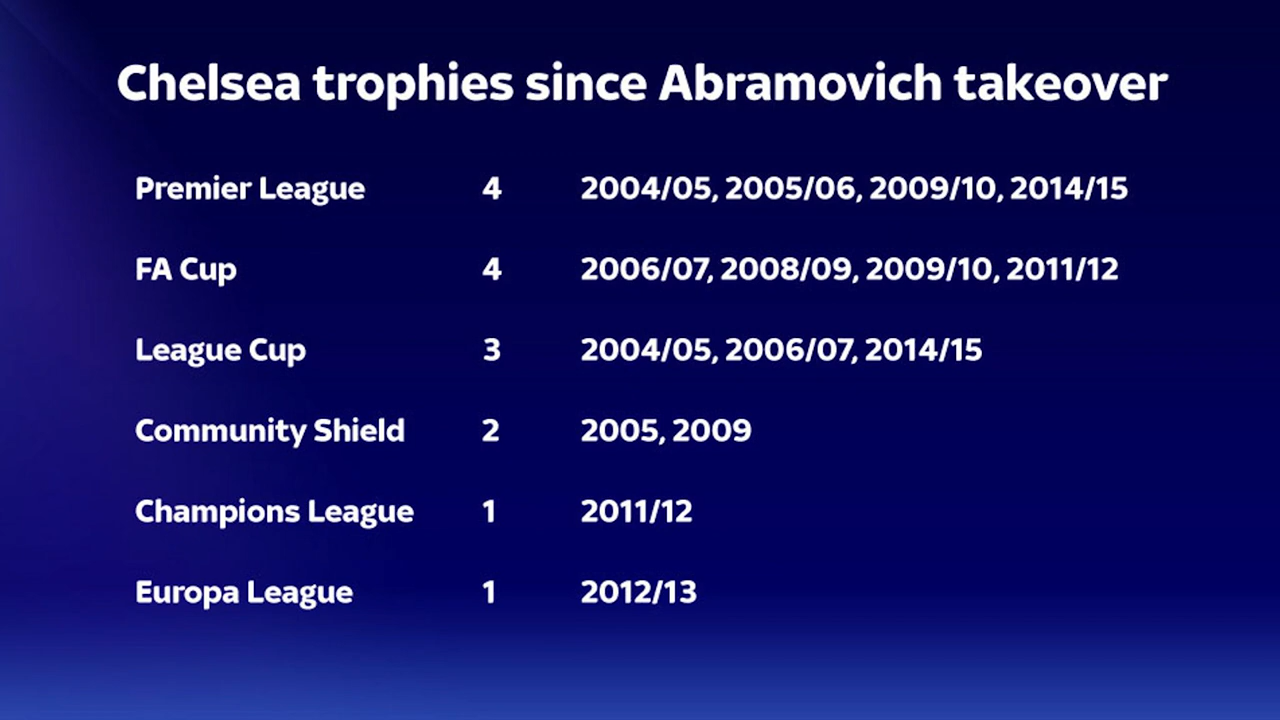 Chelsea trophies since Abramovich takeover
Premier League 4 2004/05, 2005/06, 2009/10, 2014/15
FA Cup 4 2006/07, 2008/09, 2009/10, 2011/12
League Cup 3 2004/05, 2006/07, 2014/15
Community Shield 2 2005, 2009
Champions League 1 2011/12
Europa League 1 2012/13